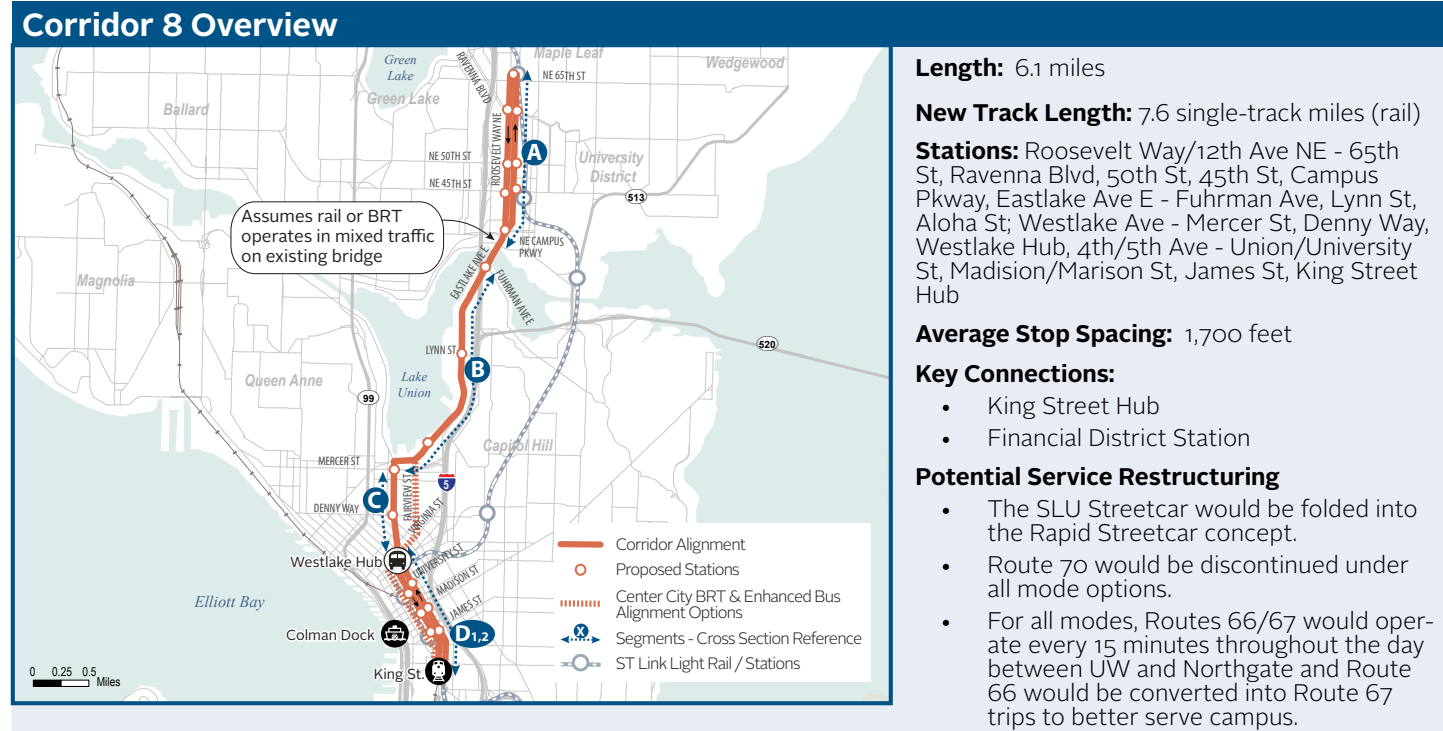 Corridor 8 Overview
Green
Lake
RAVENNA BLVD
Maple Leaf
Wedgewood
NE 65TH ST
Ballard
Green Lake
ROOSEVELT WAY NE
A
NE 50TH ST
University
District
NE 45TH ST
513
Assumes rail or BRT
operates in mixed traffic
on existing bridge
NE CAMPUS
PKWY
EASTLAKE AVE E
FUHRMAN AVE E
Magnolia
LYNN ST
520
B
Queen Anne
Lake
Union
99
Capitol Hill
MERCER ST
5
C
FAIRVIEW ST
DENNY WAY
VIRGINIA ST
Westlake Hub
UNIVERSITY ST
MADISON ST
JAMES ST
Elliott Bay
Colman Dock
D1,2
King St.
0 0.25 0.5
Miles
Corridor Alignment
Proposed Stations
Center City BRT & Enhanced Bus
Alignment Options
X
Segments - Cross Section Reference
ST Link Light Rail / Stations
Length: 6.1 miles
New Track Length: 7.6 single-track miles (rail)
Stations: Roosevelt Way/12th Ave NE - 65th
St, Ravenna Blvd, 50th St, 45th St, Campus
Pkway, Eastlake Ave E - Fuhrman Ave, Lynn St,
Aloha St; Westlake Ave - Mercer St, Denny Way,
Westlake Hub, 4th/5th Ave - Union/University
St, Madision/Marison St, James St, King Street
Hub
Average Stop Spacing: 1,700 feet
Key Connections:
• King Street Hub
• Financial District Station
Potential Service Restructuring
• The SLU Streetcar would be folded into
the Rapid Streetcar concept.
• Route 70 would be discontinued under
all mode options.
• For all modes, Routes 66/67 would oper-
ate every 15 minutes throughout the day
between UW and Northgate and Route
66 would be converted into Route 67
trips to better serve campus.